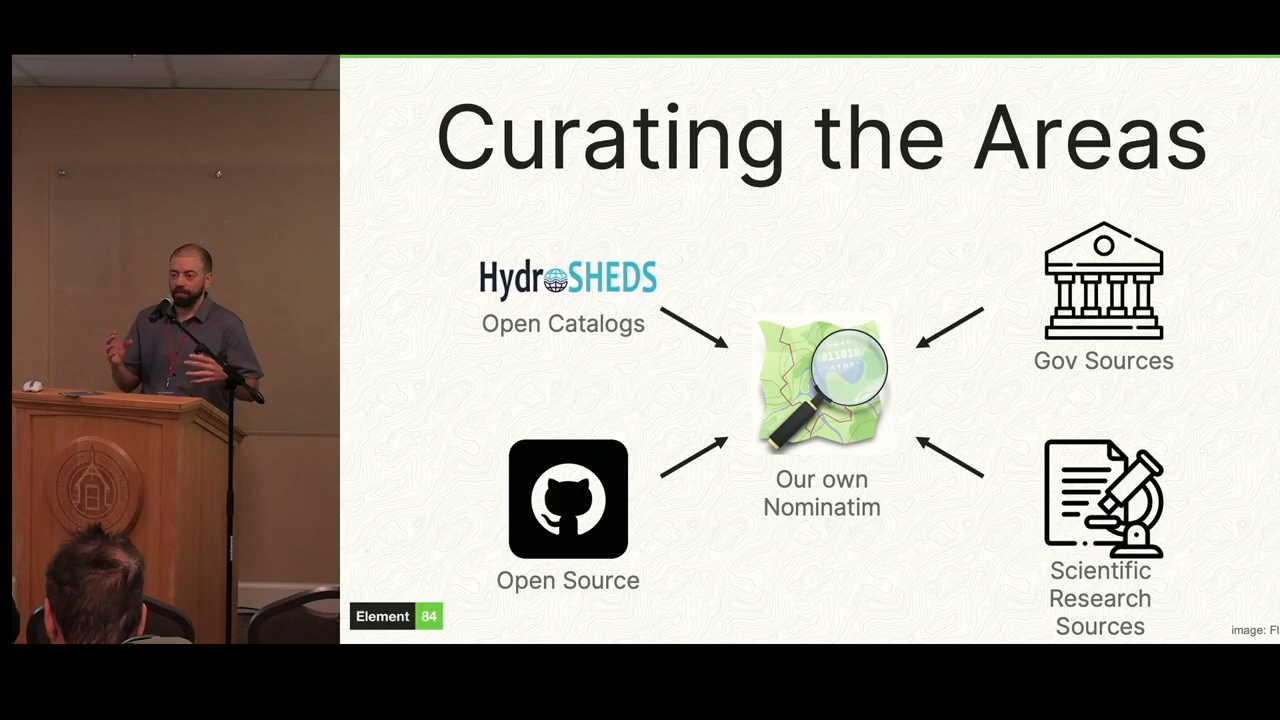 Curating the Areas
HydroSHEDS
Open Catalogs
Gov Sources
011010
Our own
Nominatim
Open Source
Scientific
Research
Sources
Element 84
image: Fl